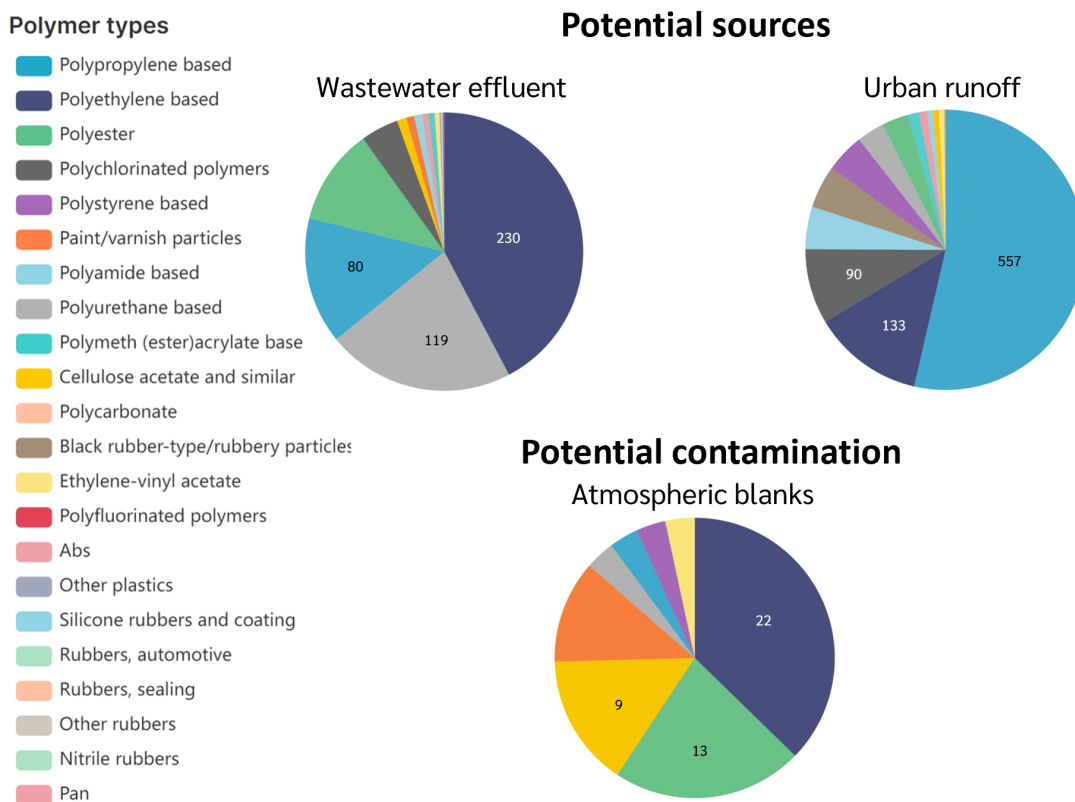 Polymer types
Polypropylene based
Polyethylene based
Polyester
Polychlorinated polymers
Polystyrene based
Paint/varnish particles
Polyamide based
Polyurethane based
Polymeth (ester)acrylate base
Cellulose acetate and similar
Polycarbonate
Black rubber-type/rubbery particles
Ethylene-vinyl acetate
Polyfluorinated polymers
Abs
Other plastics
Silicone rubbers and coating
Rubbers, automotive
Rubbers, sealing
Other rubbers
Nitrile rubbers
Pan
Potential sources
Wastewater effluent
230
80
119
Urban runoff
557
90
133
Potential contamination
Atmospheric blanks
22
9
13